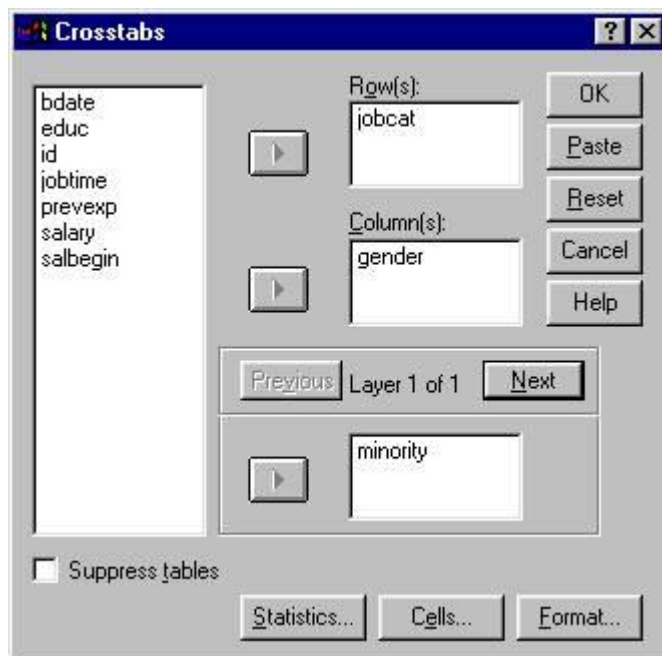 Crosstabs
bdate
educ
id
jobtime
prevexp
salary
salbegin
Row(s):
jobcat
Column(s):
gender
Previous
Layer 1 of 1
Next
minority
OK
Paste
Reset
Cancel
Help
Suppress tables
Statistics...
Cells...
Format...